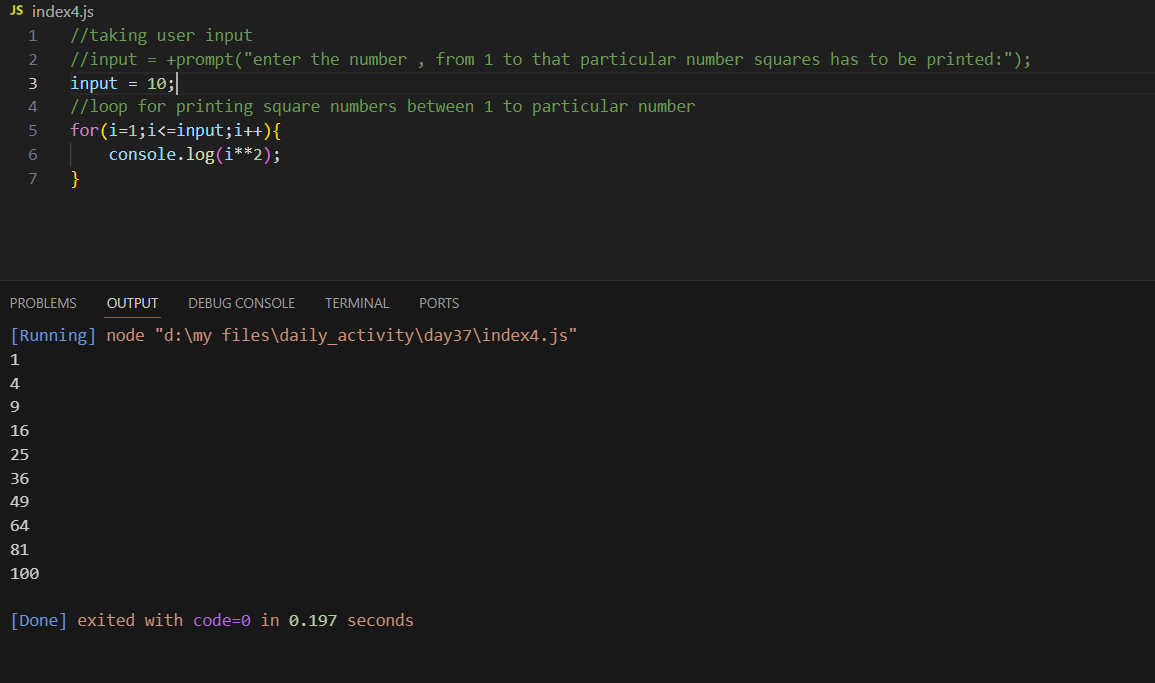 JS index4.js
1 //taking user input
2 //input = +prompt("enter the number , from 1 to that particular number squares has to be printed:");
3 input = 10;
4 //loop for printing square numbers between 1 to particular number
5 for(i=1;i<=input;i++){
6     console.log(i**2);
7 }
PROBLEMS OUTPUT DEBUG CONSOLE TERMINAL PORTS
[Running] node "d:\my files\daily_activity\day37\index4.js"
1
4
9
16
25
36
49
64
81
100
[Done] exited with code=0 in 0.197 seconds